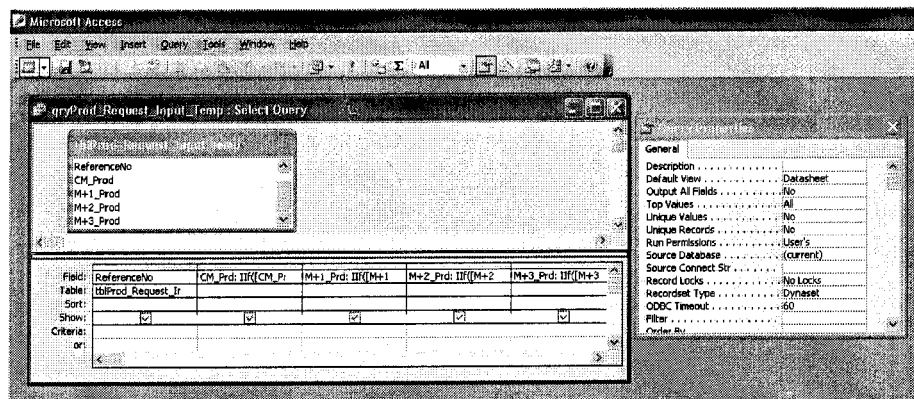 Microsoft Access
File Edit View Insert Query Tools Window Help
Σ All
qryProd_Request_Input_Temp : Select Query
tblProd_Request_Input_Temp
ReferenceNo
CM_Prod
M+1_Prod
M+2_Prod
M+3_Prod
Field: ReferenceNo CM_Prd: IIf([CM_Pr M+1_Prd: IIf([M+1 M+2_Prd: IIf([M+2 M+3_Prd: IIf([M+3
Table: tblProd_Request_Ir
Sort:
Show:
Criteria:
or:
Query Properties
General
Description
Default View Datasheet
Output All Fields No
Top Values All
Unique Values No
Unique Records No
Run Permissions User's
Source Database (current)
Source Connect Str
Record Locks No Locks
Recordset Type Dynaset
ODBC Timeout 60
Filter
Order By